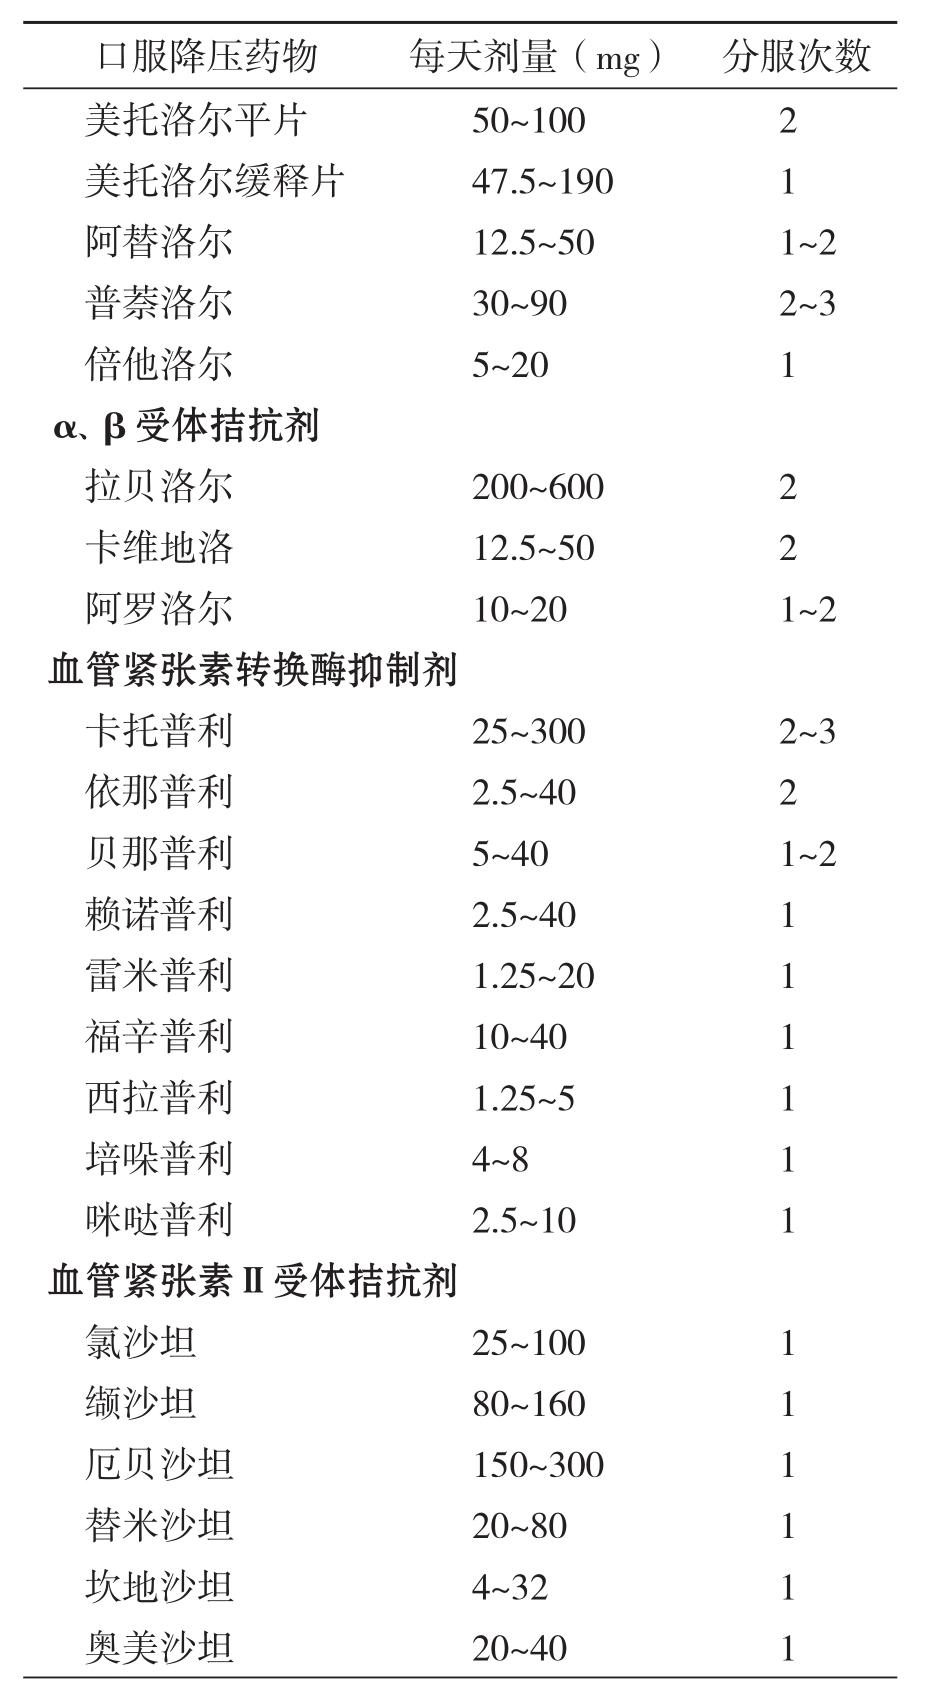 口服降压药物 每天剂量（mg） 分服次数
美托洛尔平片 50~100 2
美托洛尔缓释片 47.5~190 1
阿替洛尔 12.5~50 1~2
普萘洛尔 30~90 2~3
倍他洛尔 5~20 1
α、β受体拮抗剂
拉贝洛尔 200~600 2
卡维地洛 12.5~50 2
阿罗洛尔 10~20 1~2
血管紧张素转换酶抑制剂
卡托普利 25~300 2~3
依那普利 2.5~40 2
贝那普利 5~40 1~2
赖诺普利 2.5~40 1
雷米普利 1.25~20 1
福辛普利 10~40 1
西拉普利 1.25~5 1
培哚普利 4~8 1
咪哒普利 2.5~10 1
血管紧张素Ⅱ受体拮抗剂
氯沙坦 25~100 1
缬沙坦 80~160 1
厄贝沙坦 150~300 1
替米沙坦 20~80 1
坎地沙坦 4~32 1
奥美沙坦 20~40 1